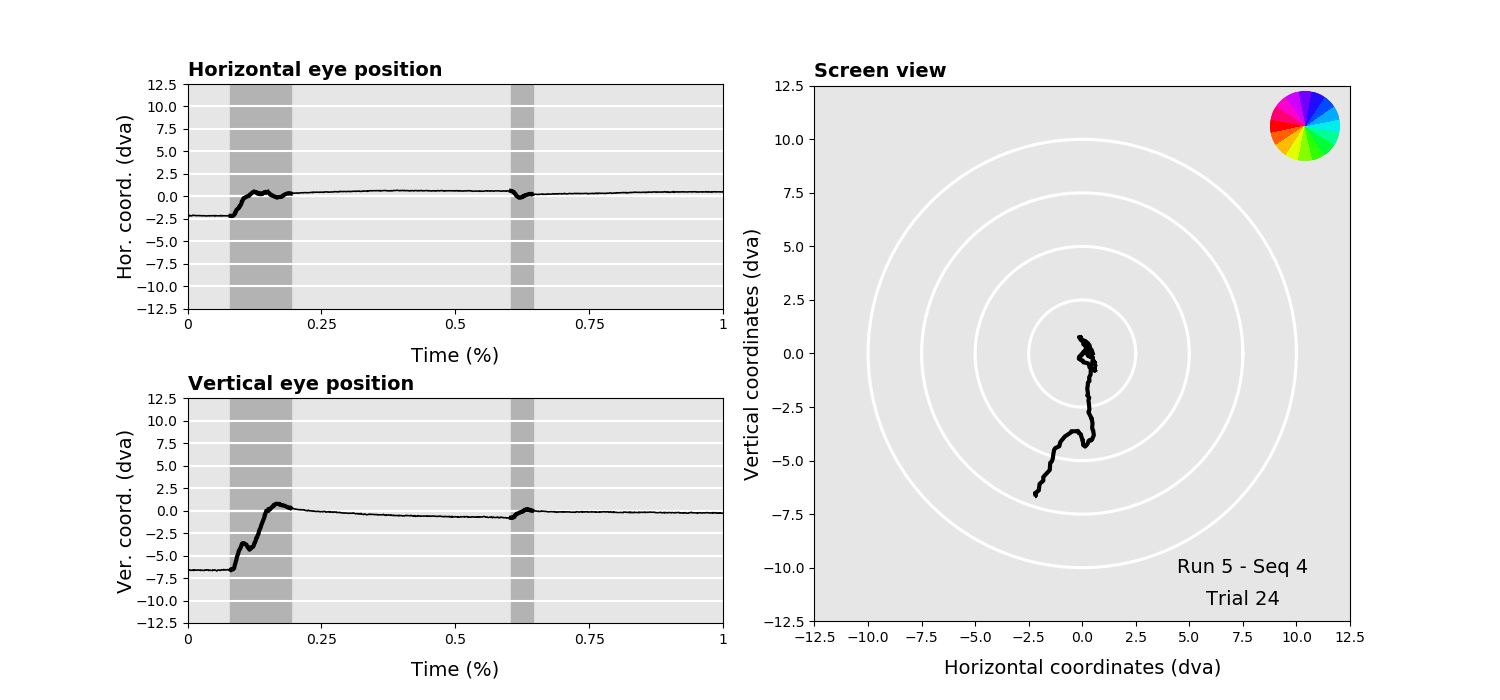 Horizontal eye position
12.5
10.0
7.5
5.0
2.5
0.0
−2.5
−5.0
−7.5
−10.0
−12.5
Hor. coord. (dva)
0 0.25 0.5 0.75 1
Time (%)
Vertical eye position
12.5
10.0
7.5
5.0
2.5
0.0
−2.5
−5.0
−7.5
−10.0
−12.5
Ver. coord. (dva)
0 0.25 0.5 0.75 1
Time (%)
Screen view
12.5
10.0
7.5
5.0
2.5
0.0
−2.5
−5.0
−7.5
−10.0
−12.5
Vertical coordinates (dva)
Run 5 - Seq 4
Trial 24
−12.5 −10.0 −7.5 −5.0 −2.5 0.0 2.5 5.0 7.5 10.0 12.5
Horizontal coordinates (dva)